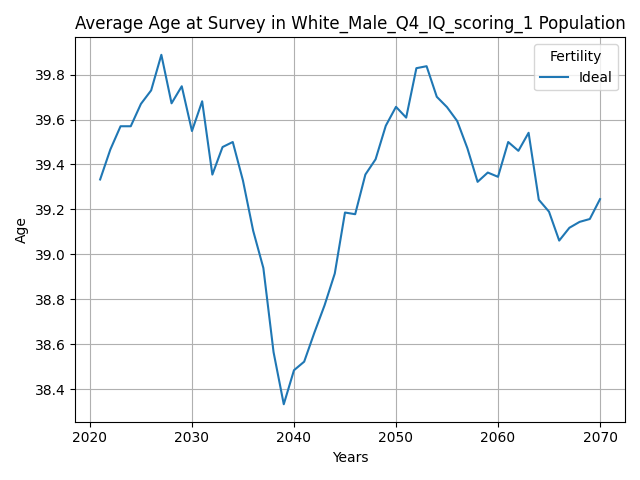 Average Age at Survey in White_Male_Q4_IQ_scoring_1 Population
Fertility
Ideal
39.8
39.6
39.4
39.2
39.0
38.8
38.6
38.4
Age
2020
2030
2040
2050
2060
2070
Years